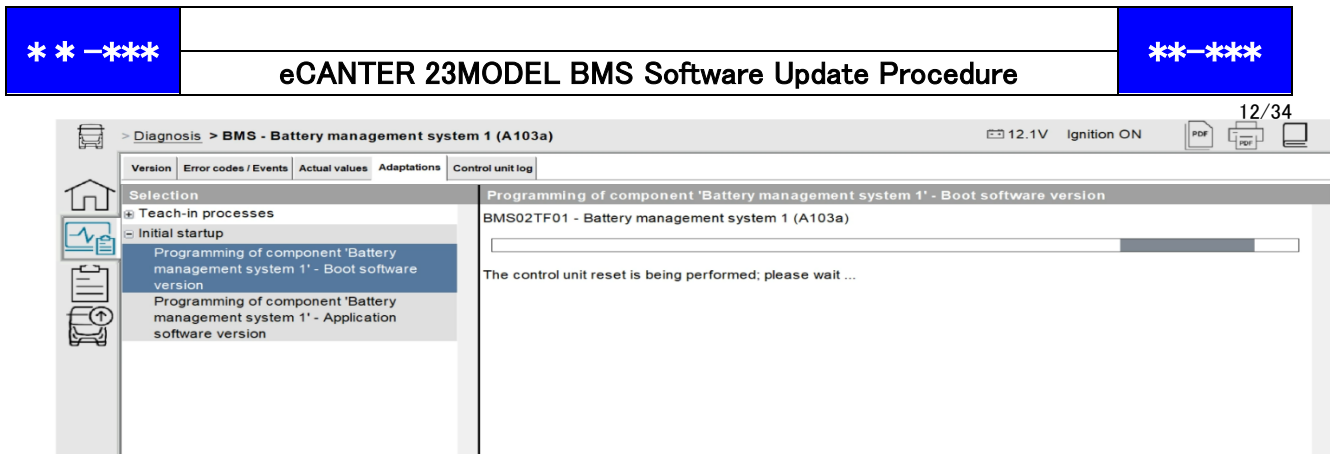 **-***
eCANTER 23MODEL BMS Software Update Procedure
**-***
12/34
> Diagnosis > BMS - Battery management system 1 (A103a)
12.1V Ignition ON
PDF
PDF
Version Error codes / Events Actual values Adaptations Control unit log
Selection
Teach-in processes
Initial startup
Programming of component 'Battery
management system 1' - Boot software
version
Programming of component 'Battery
management system 1' - Application
software version
Programming of component 'Battery management system 1' - Boot software version
BMS02TF01 - Battery management system 1 (A103a)
The control unit reset is being performed; please wait ...